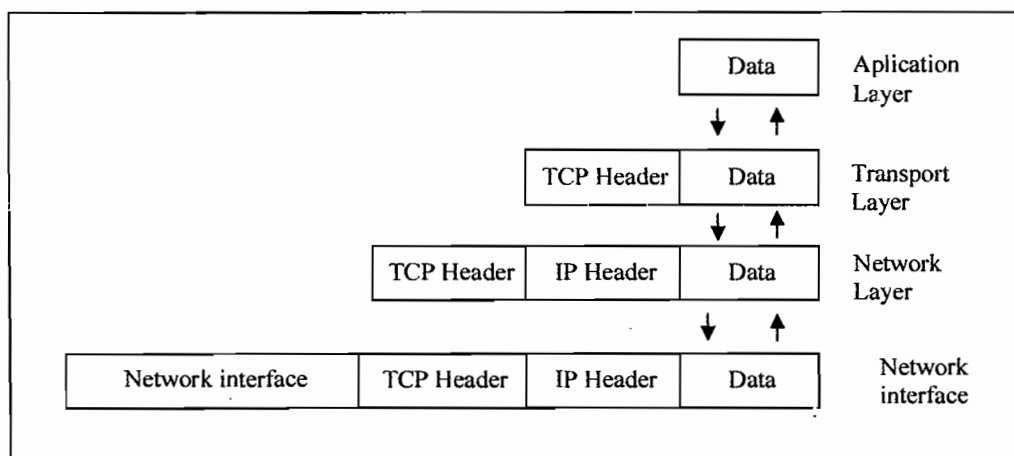 Data
Aplication
Layer
TCP Header
Data
Transport
Layer
TCP Header
IP Header
Data
Network
Layer
Network interface
TCP Header
IP Header
Data
Network
interface